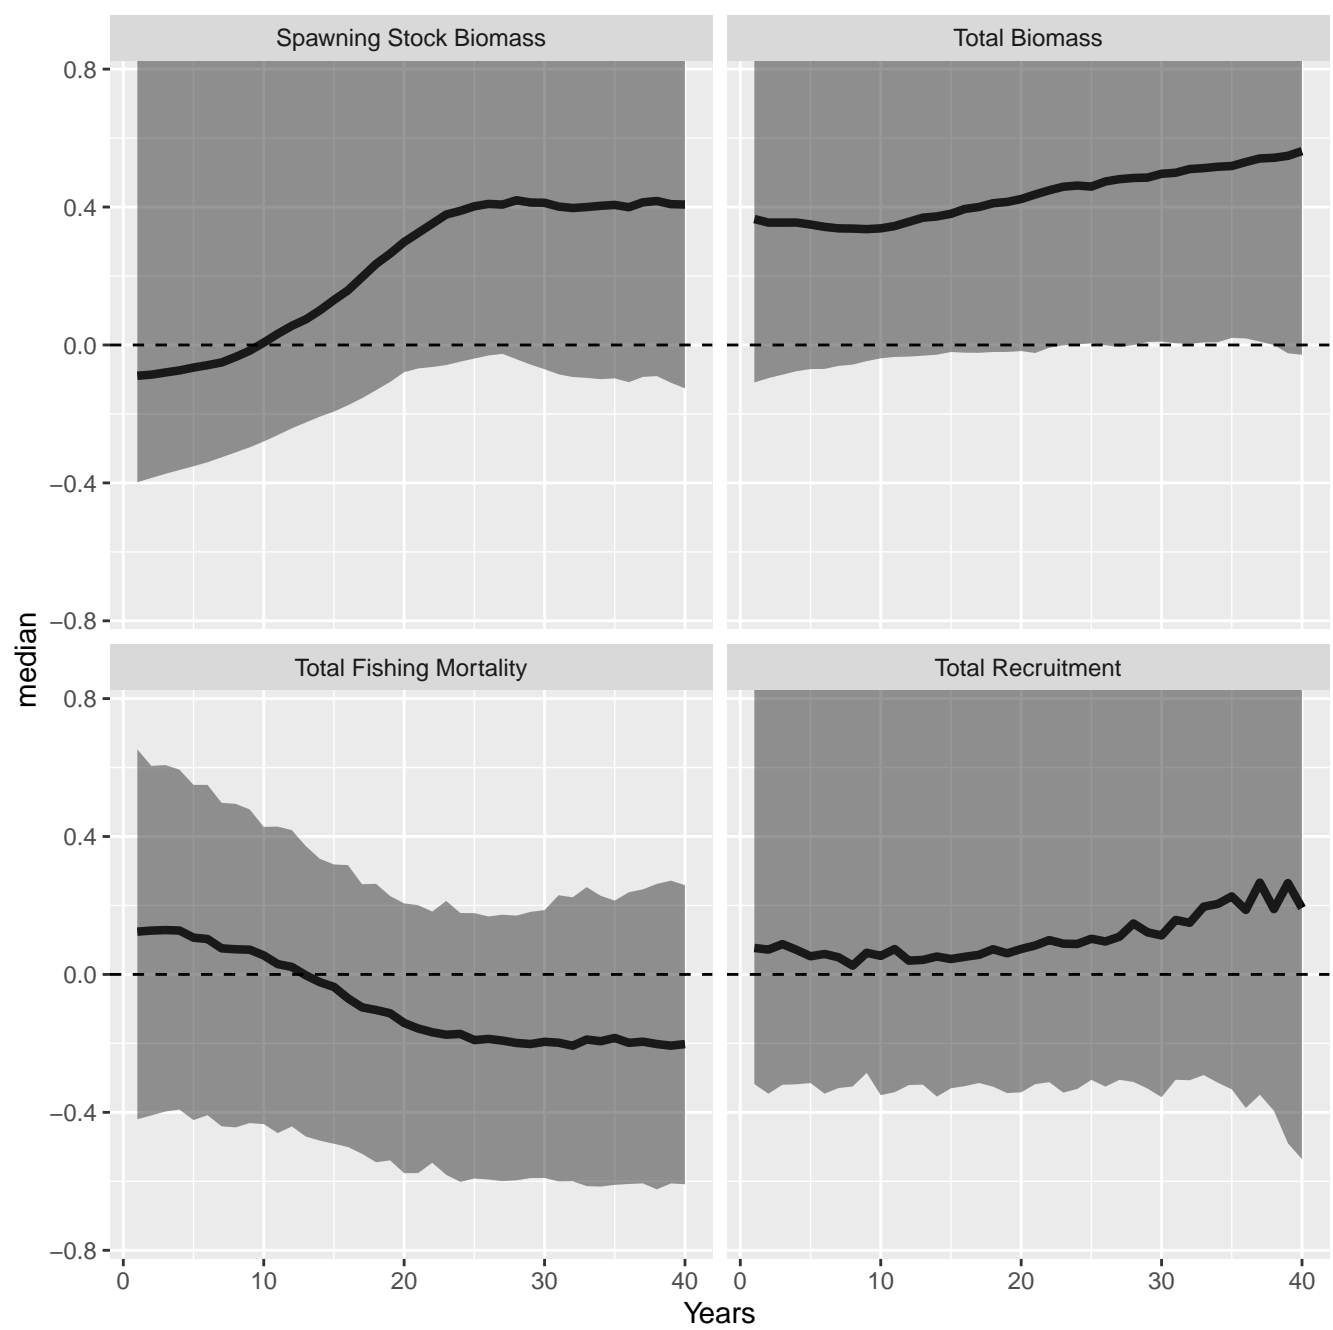 Spawning Stock Biomass
Total Biomass
0.8
0.4
0.0
−0.4
−0.8
median
Total Fishing Mortality
Total Recruitment
0.8
0.4
0.0
−0.4
−0.8
0 10 20 30 40
0 10 20 30 40
Years